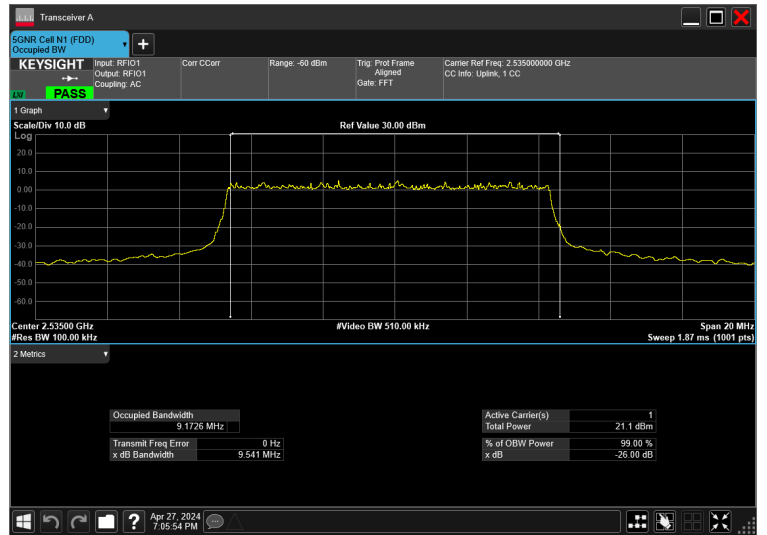 Transceiver A
5GNR Cell N1 (FDD)
Occupied BW
KEYSIGHT
LXI PASS
Input: RFIO1
Output: RFIO1
Coupling: AC
Corr CCorr
Range: -60 dBm
Trig: Prot Frame
Aligned
Gate: FFT
Carrier Ref Freq: 2.535000000 GHz
CC Info: Uplink, 1 CC
1 Graph
Scale/Div 10.0 dB
Ref Value 30.00 dBm
Log
20.0
10.0
0.00
-10.0
-20.0
-30.0
-40.0
-50.0
-60.0
Center 2.53500 GHz
#Video BW 510.00 kHz
Span 20 MHz
#Res BW 100.00 kHz
Sweep 1.87 ms (1001 pts)
2 Metrics
Occupied Bandwidth
9.1726 MHz
Transmit Freq Error 0 Hz
x dB Bandwidth 9.541 MHz
Active Carrier(s) 1
Total Power 21.1 dBm
% of OBW Power 99.00 %
x dB -26.00 dB
?
Apr 27, 2024
7:05:54 PM